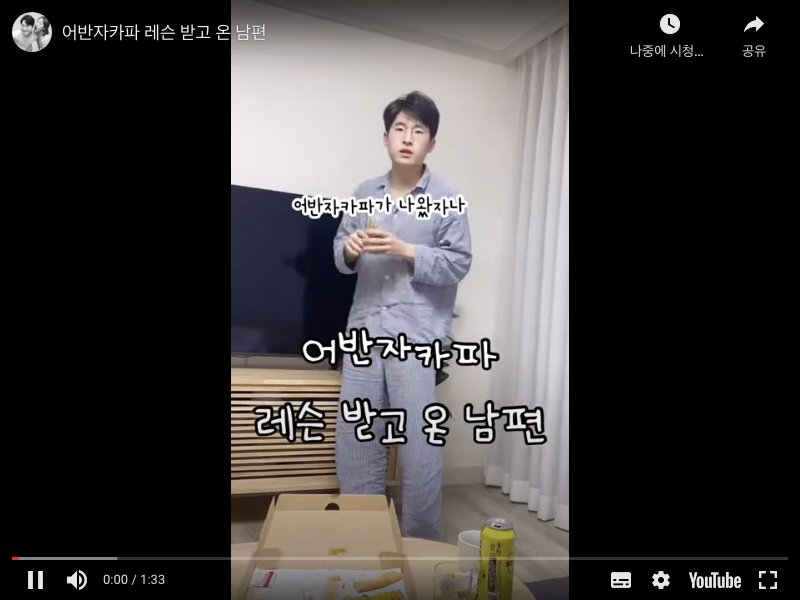 어반자카파 레슨 받고 온 남편
나중에 시청...
공유
어반자카파가 나왔자나
어반자카파
레슨 받고 온 남편
0:00 / 1:33
YouTube